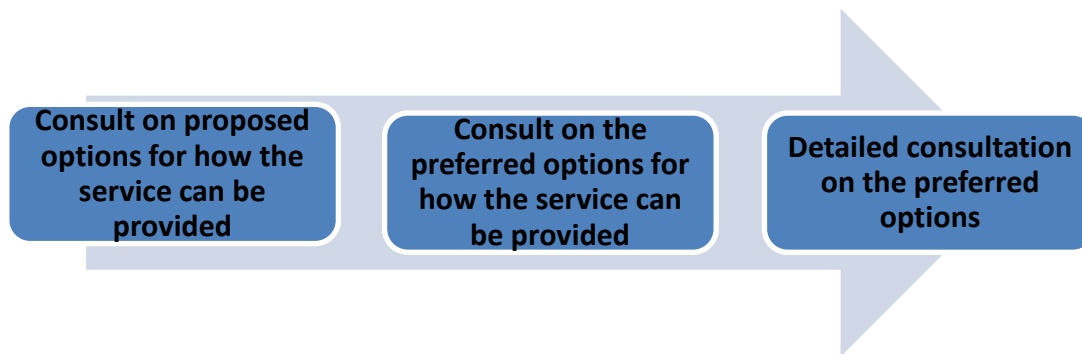 Consult on proposed
options for how the
service can be
provided
Consult on the
preferred options for
how the service can
be provided
Detailed consultation
on the preferred
options